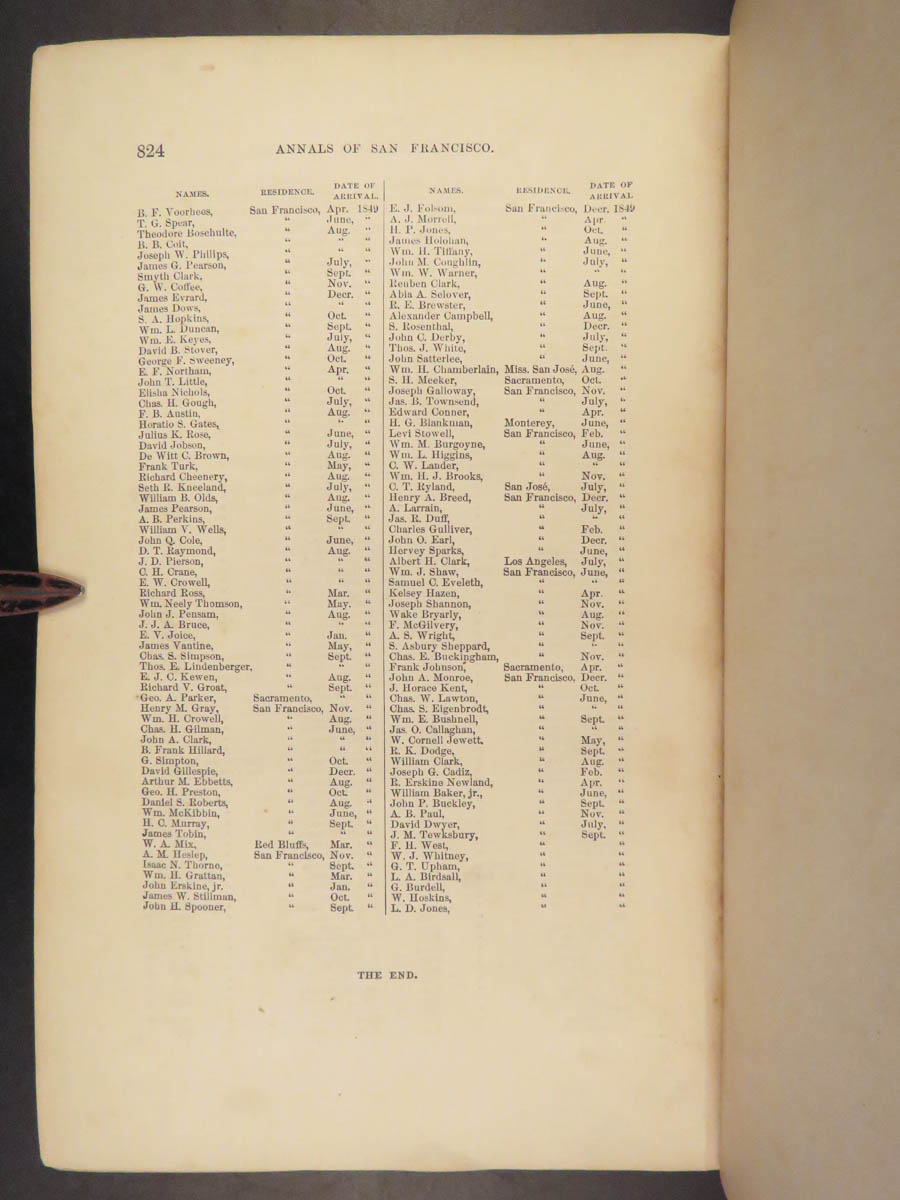 824 ANNALS OF SAN FRANCISCO.
NAMES. RESIDENCE. DATE OF ARRIVAL.
B. F. Voorhees, San Francisco, Apr. 1849
T. G. Spear, “ June, “
Theodore Boschulte, “ Aug. “
B. B. Coit, “ “ “
Joseph W. Phillips, “ “ “
James G. Pearson, “ July, “
Smyth Clark, “ Sept. “
G. W. Coffee, “ Nov. “
James Evrard, “ Decr. “
James Dows, “ “ “
S. A. Hopkins, “ Oct. “
Wm. L. Duncan, “ Sept. “
Wm. E. Keyes, “ July, “
David B. Stover, “ Aug. “
George F. Sweeney, “ Oct. “
E. F. Northam, “ Apr. “
John T. Little, “ “ “
Elisha Nichols, “ Oct. “
Chas. H. Gough, “ July, “
F. B. Austin, “ Aug. “
Horatio S. Gates, “ “ “
Julius K. Rose, “ June, “
David Jobson, “ July, “
De Witt C. Brown, “ Aug. “
Frank Turk, “ May, “
Richard Cheenery, “ Aug. “
Seth R. Kneeland, “ July, “
William B. Olds, “ Aug. “
James Pearson, “ June, “
A. B. Perkins, “ Sept. “
William V. Wells, “ “ “
John Q. Cole, “ June, “
D. T. Raymond, “ Aug. “
J. D. Pierson, “ “ “
C. H. Crane, “ “ “
E. W. Crowell, “ “ “
Richard Ross, “ Mar. “
Wm. Neely Thomson, “ May. “
John J. Pensam, “ Aug. “
J. J. A. Bruce, “ “ “
E. V. Joice, “ Jan. “
James Vantine, “ May, “
Chas. S. Simpson, “ Sept. “
Thos. E. Lindenberger, “ “ “
E. J. C. Kewen, “ Aug. “
Richard V. Groat, “ Sept. “
Geo. A. Parker, Sacramento, “ “
Henry M. Gray, San Francisco, Nov. “
Wm. H. Crowell, “ Aug. “
Chas. H. Gilman, “ June, “
John A. Clark, “ “ “
B. Frank Hillard, “ “ “
G. Simpton, “ Oct. “
David Gillespie, “ Decr. “
Arthur M. Ebbetts, “ Aug. “
Geo. H. Preston, “ Oct. “
Daniel S. Roberts, “ Aug. “
Wm. McKibbin, “ June, “
H. C. Murray, “ Sept. “
James Tobin, “ “ “
W. A. Mix, Red Bluffs, Mar. “
A. M. Heslep, San Francisco, Nov. “
Isaac N. Thorne, “ Sept. “
Wm. H. Grattan, “ Mar. “
John Erskine, jr. “ Jan. “
James W. Stillman, “ Oct. “
John H. Spooner, “ Sept. “
NAMES. RESIDENCE. DATE OF ARRIVAL
E. J. Folsom, San Francisco, Decr. 1849
A. J. Morrell, “ Apr. “
H. P. Jones, “ Oct. “
James Holohan, “ Aug. “
Wm. H. Tiffany, “ June, “
John M. Coughlin, “ July, “
Wm. W. Warner, “ “ “
Reuben Clark, “ Aug. “
Abia A. Selover, “ Sept. “
R. E. Brewster, “ June, “
Alexander Campbell, “ Aug. “
S. Rosenthal, “ Decr. “
John C. Derby, “ July, “
Thos. J. White, “ Sept. “
John Satterlee, “ June, “
Wm. H. Chamberlain, Miss. San José, Aug. “
S. H. Meeker, Sacramento, Oct. “
Joseph Galloway, San Francisco, Nov. “
Jas. B. Townsend, “ July, “
Edward Conner, “ Apr. “
H. G. Blankman, Monterey, June, “
Levi Stowell, San Francisco, Feb. “
Wm. M. Burgoyne, “ June, “
Wm. L. Higgins, “ Aug. “
C. W. Lander, “ “ “
Wm. H. J. Brooks, “ Nov. “
C. T. Ryland, San José, July, “
Henry A. Breed, San Francisco, Decr. “
A. Larrain, “ July, “
Jas. R. Duff, “ “ “
Charles Gulliver, “ Feb. “
John O. Earl, “ Decr. “
Hervey Sparks, “ June, “
Albert H. Clark, Los Angeles, July, “
Wm. J. Shaw, San Francisco, June, “
Samuel C. Eveleth, “ “ “
Kelsey Hazen, “ Apr. “
Joseph Shannon, “ Nov. “
Wake Bryarly, “ Aug. “
F. McGilvery, “ Nov. “
A. S. Wright, “ Sept. “
S. Asbury Sheppard, “ “ “
Chas. E. Buckingham, “ Nov. “
Frank Johnson, Sacramento, Apr. “
John A. Monroe, San Francisco, Decr. “
J. Horace Kent, “ Oct. “
Chas. W. Lawton, “ June, “
Chas. S. Eigenbrodt, “ “ “
Wm. E. Bushnell, “ Sept. “
Jas. O. Callaghan, “ “ “
W. Cornell Jewett, “ May, “
R. K. Dodge, “ Sept. “
William Clark, “ Aug. “
Joseph G. Cadiz, “ Feb. “
R. Erskine Newland, “ Apr. “
William Baker, jr., “ June, “
John P. Buckley, “ Sept. “
A. B. Paul, “ Nov. “
David Dwyer, “ July, “
J. M. Tewksbury, “ Sept. “
F. H. West, “ “
W. J. Whitney, “ “
G. T. Upham, “ “
L. A. Birdsall, “ “
G. Burdell, “ “
W. Hoskins, “ “
L. D. Jones, “ “
THE END.